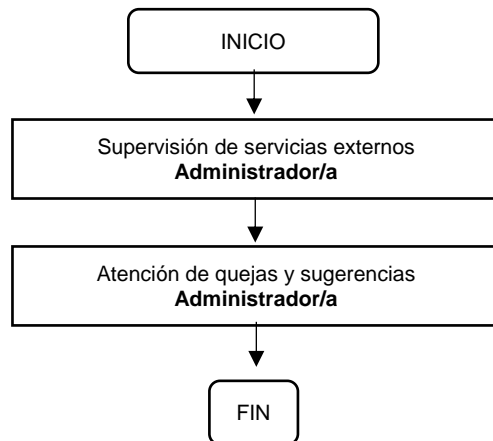 INICIO
Supervisión de servicias externos
Administrador/a
Atención de quejas y sugerencias
Administrador/a
FIN